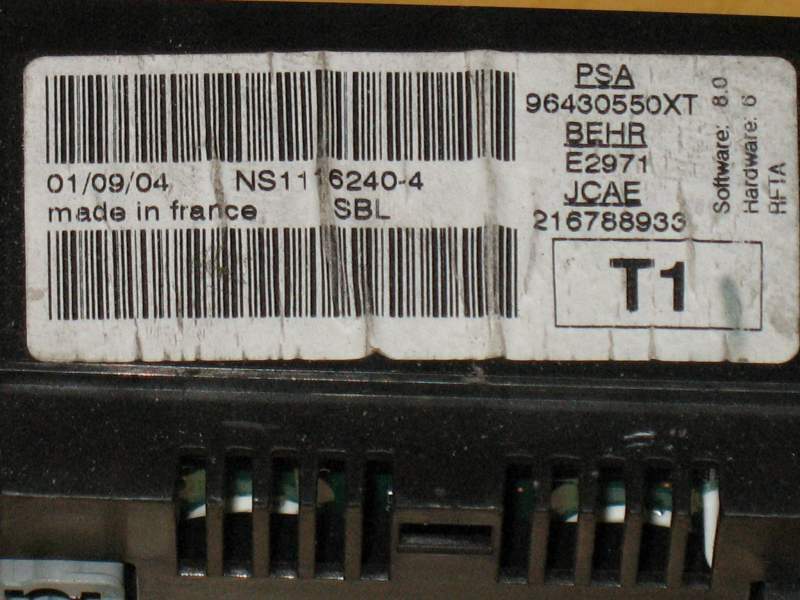 01/09/04 NS1116240-4
made in france SBL
PSA
96430550XT
BEHR
E2971
JCAE
216788933
T1
Software: 8.0
Hardware: 6
RFTA